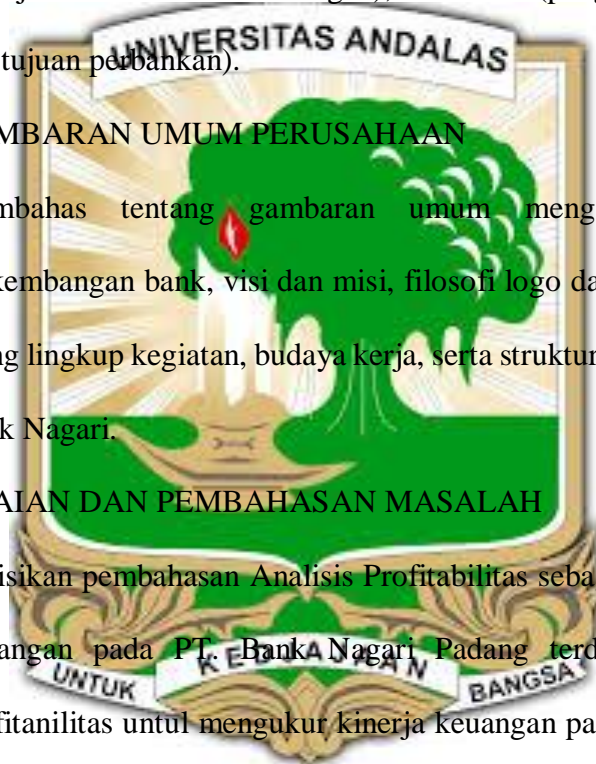 UNIVERSITAS ANDALAS
tujuan perbankan).
MBARAN UMUM PERUSAHAAN
mbahas tentang gambaran umum meng
kembangan bank, visi dan misi, filosofi logo da
ng lingkup kegiatan, budaya kerja, serta struktur
k Nagari.
AIAN DAN PEMBAHASAN MASALAH
isikan pembahasan Analisis Profitabilitas seba
angan pada PT. Bank Nagari Padang terd
UNTUK KEDJAJAAN BANGSA
fitanilitas untul mengukur kinerja keuangan pa